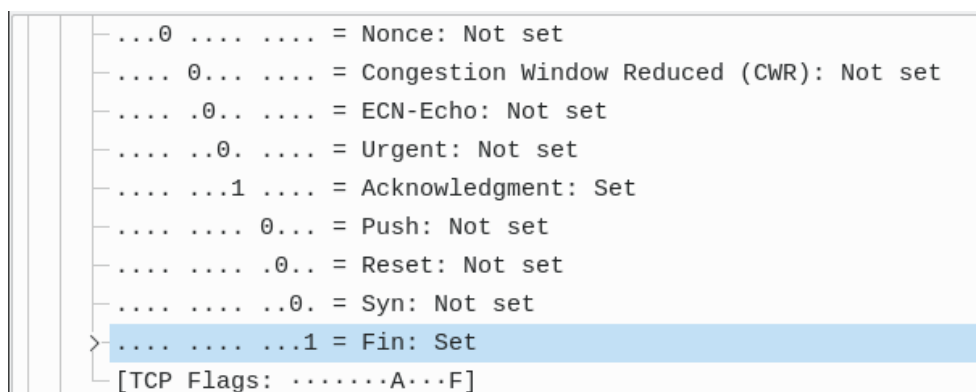 ...0 .... .... = Nonce: Not set
.... 0... .... = Congestion Window Reduced (CWR): Not set
.... .0.. .... = ECN-Echo: Not set
.... ..0. .... = Urgent: Not set
.... ...1 .... = Acknowledgment: Set
.... .... 0... = Push: Not set
.... .... .0.. = Reset: Not set
.... .... ..0. = Syn: Not set
.... .... ...1 = Fin: Set
[TCP Flags: ·······A···F]